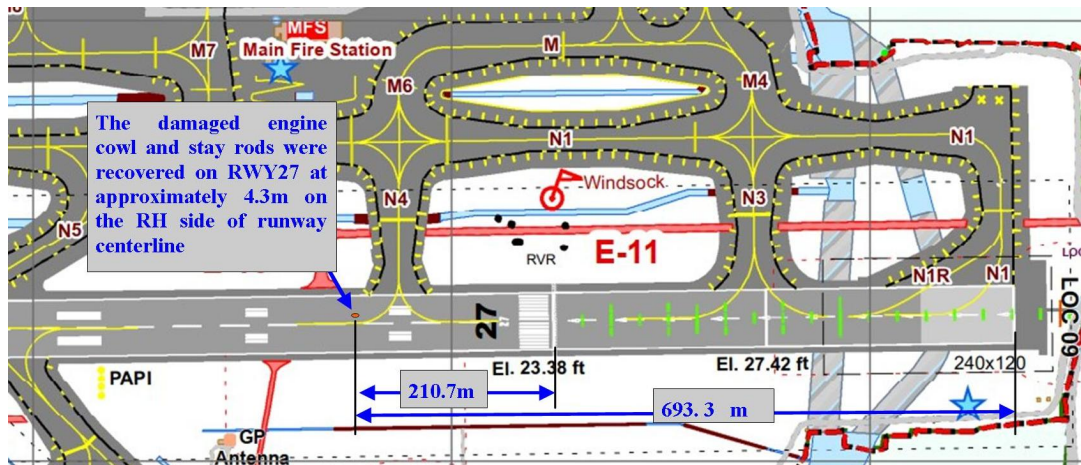 MFS
Main Fire Station
M7
M
M6
M4
The damaged engine
cowl and stay rods were
recovered on RWY27 at
approximately 4.3m on
the RH side of runway
centerline
N1
N1
Windsock
N4
N3
N5
RVR
E-11
N1R
N1
LOC 09
27
El. 23.38 ft
El. 27.42 ft
240x120
PAPI
210.7m
693. 3 m
GP
Antenna